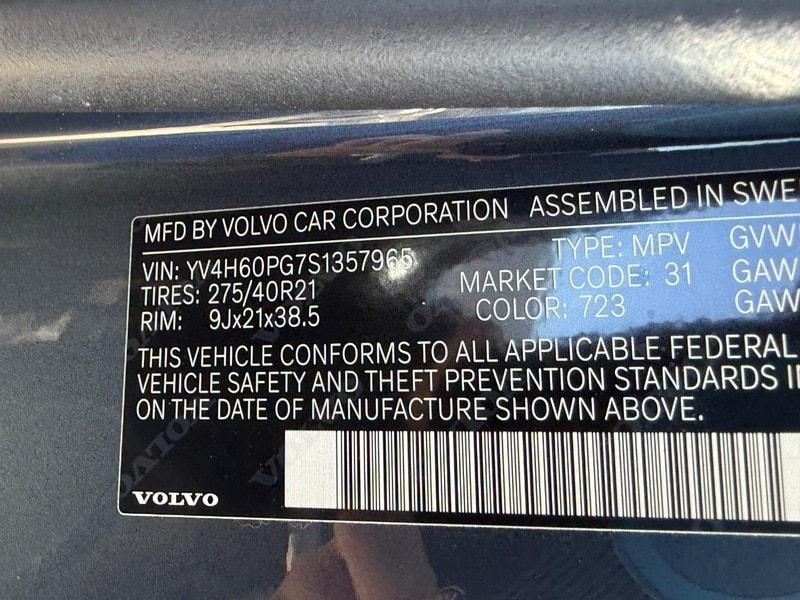 MFD BY VOLVO CAR CORPORATION ASSEMBLED IN SWE
VIN: YV4H60PG7S1357965 TYPE: MPV GVW
TIRES: 275/40R21 MARKET CODE: 31 GAW
RIM: 9Jx21x38.5 COLOR: 723 GAW
THIS VEHICLE CONFORMS TO ALL APPLICABLE FEDERAL
VEHICLE SAFETY AND THEFT PREVENTION STANDARDS I
ON THE DATE OF MANUFACTURE SHOWN ABOVE.
VOLVO